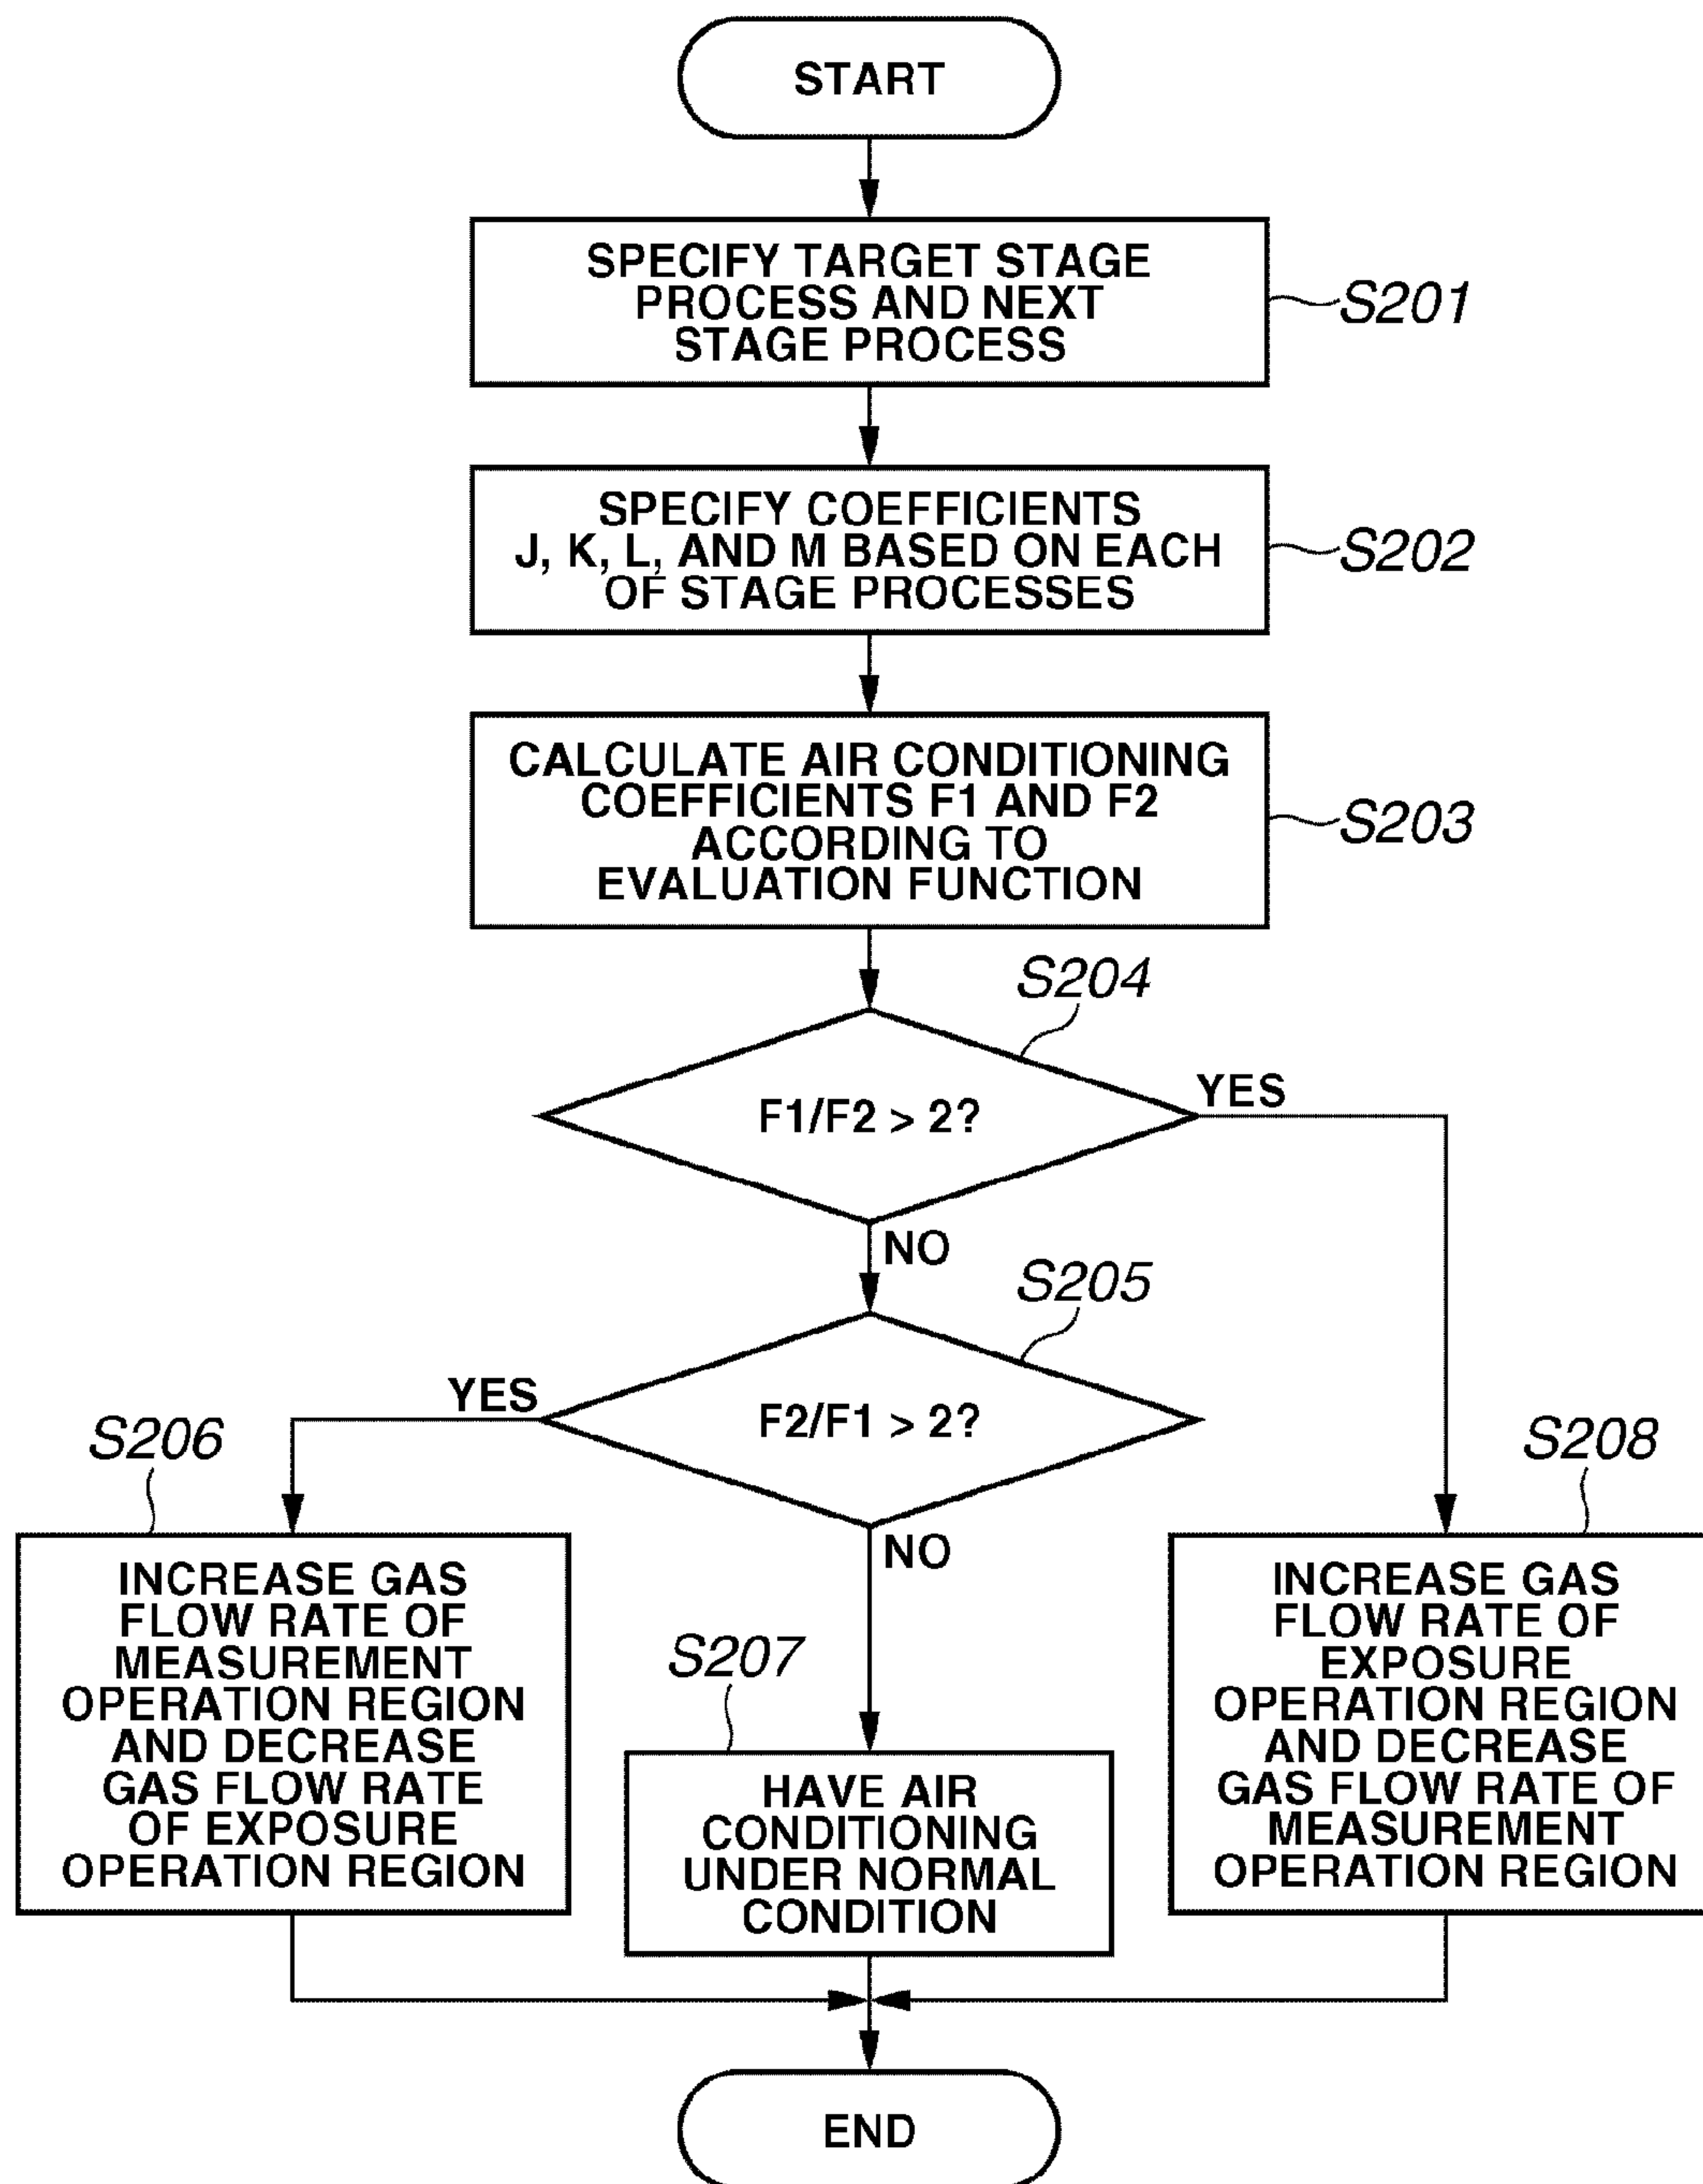 START
SPECIFY TARGET STAGE
PROCESS AND NEXT
STAGE PROCESS
S201
SPECIFY COEFFICIENTS
J, K, L, AND M BASED ON EACH
OF STAGE PROCESSES
S202
CALCULATE AIR CONDITIONING
COEFFICIENTS F1 AND F2
ACCORDING TO
EVALUATION FUNCTION
S203
S204
F1/F2 > 2?
YES
NO
S205
F2/F1 > 2?
YES
NO
S206
INCREASE GAS
FLOW RATE OF
MEASUREMENT
OPERATION REGION
AND DECREASE
GAS FLOW RATE
OF EXPOSURE
OPERATION REGION
S207
HAVE AIR
CONDITIONING
UNDER NORMAL
CONDITION
S208
INCREASE GAS
FLOW RATE OF
EXPOSURE
OPERATION REGION
AND DECREASE
GAS FLOW RATE OF
MEASUREMENT
OPERATION REGION
END